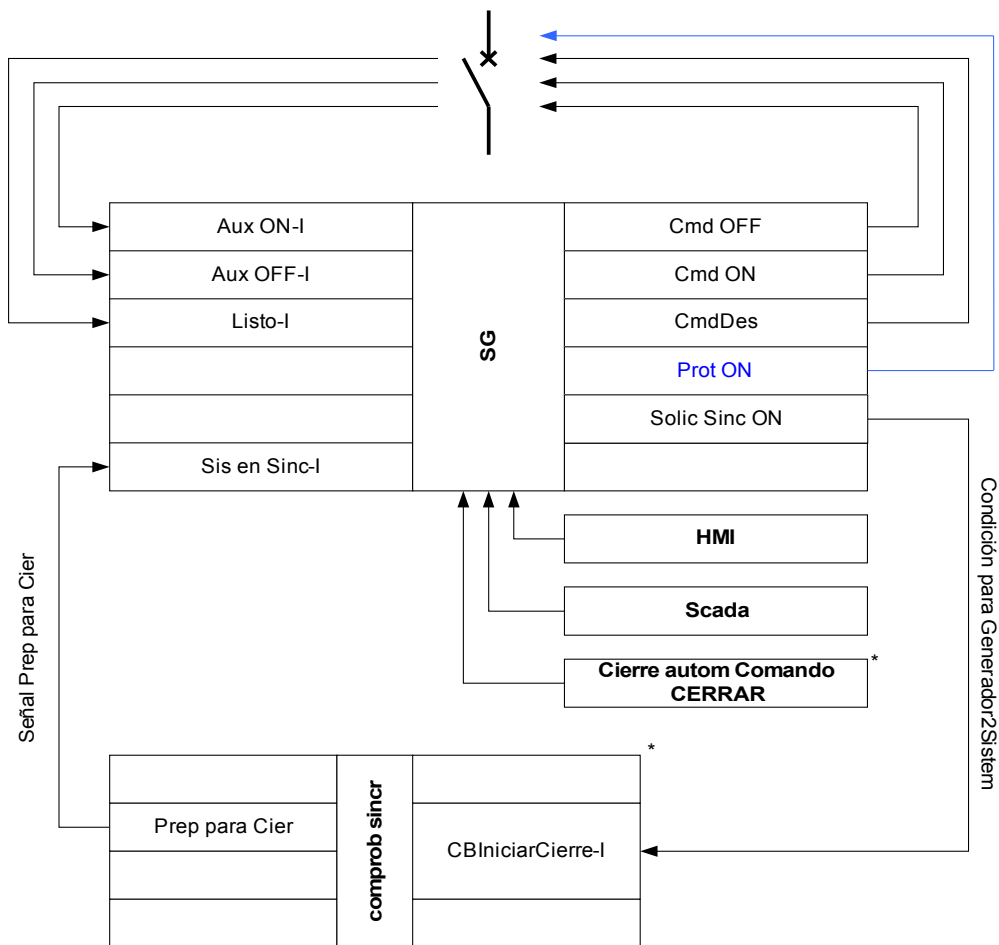 Aux ON-I
Cmd OFF
Aux OFF-I
Cmd ON
Listo-I
SG
CmdDes
Prot ON
Solic Sinc ON
Sis en Sinc-I
HMI
Scada
Cierre autom Comando
CERRAR
*
Señal Prep para Cier
Condición para Generador2Sistem
*
Prep para Cier
comprob sincr
CBIniciarCierre-I